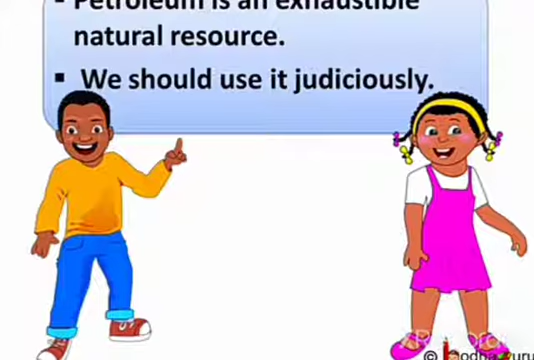 Petroleum is an exhaustible
natural resource.
▪ We should use it judiciously.